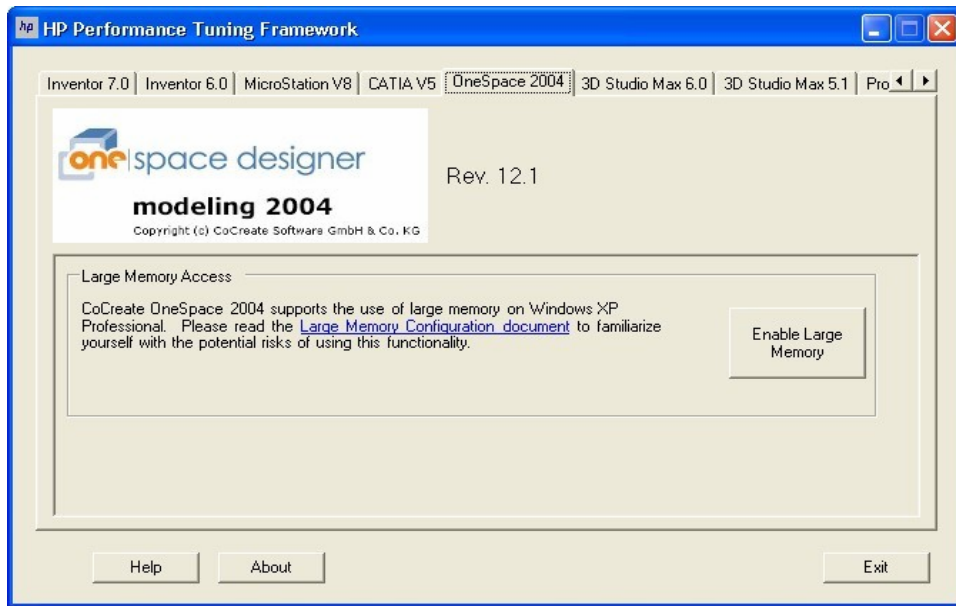 hp HP Performance Tuning Framework
Inventor 7.0 Inventor 6.0 MicroStation V8 CATIA V5 OneSpace 2004 3D Studio Max 6.0 3D Studio Max 5.1 Pro
one space designer
modeling 2004
Copyright (c) CoCreate Software GmbH & Co. KG
Rev. 12.1
Large Memory Access
CoCreate OneSpace 2004 supports the use of large memory on Windows XP
Professional. Please read the Large Memory Configuration document to familiarize
yourself with the potential risks of using this functionality.
Enable Large
Memory
Help About Exit